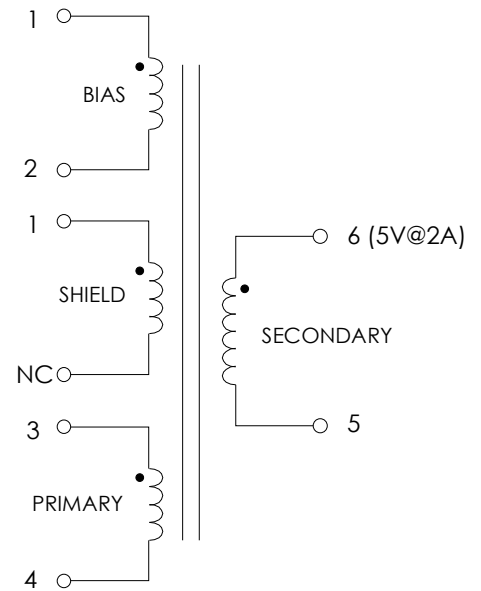 1
BIAS
2
1
SHIELD
NC
3
PRIMARY
4
6 (5V@2A)
SECONDARY
5